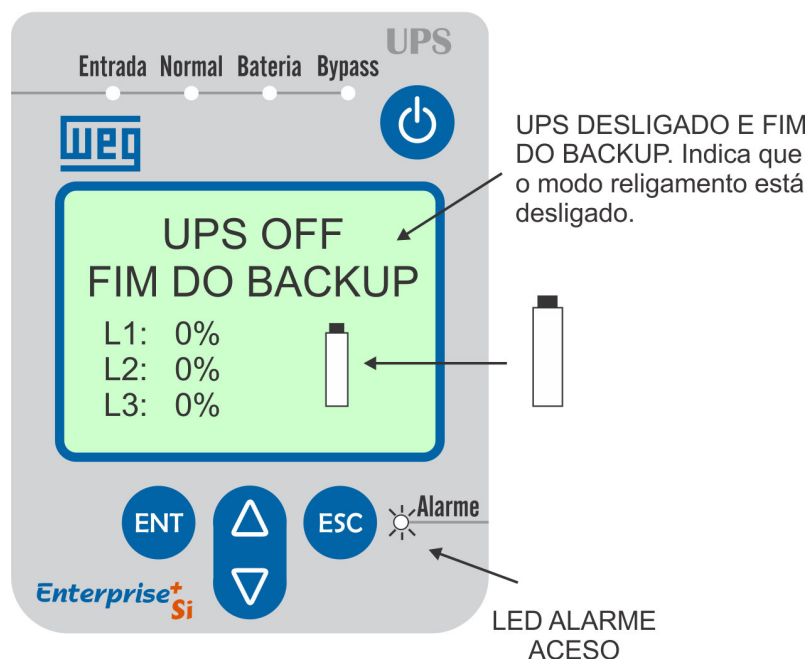 UPS
Entrada Normal Bateria Bypass
weg
UPS DESLIGADO E FIM
DO BACKUP. Indica que
o modo religamento está
desligado.
UPS OFF
FIM DO BACKUP
L1: 0%
L2: 0%
L3: 0%
ENT
ESC
Alarme
Enterprise+
Si
LED ALARME
ACESO